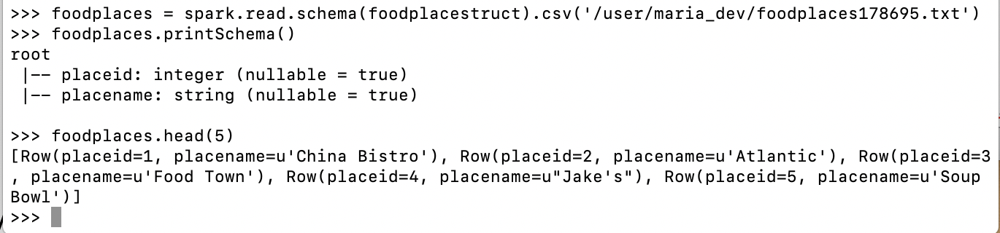 >>> foodplaces = spark.read.schema(foodplacestruct).csv('/user/maria_dev/foodplaces178695.txt')
>>> foodplaces.printSchema()
root
 |-- placeid: integer (nullable = true)
 |-- placename: string (nullable = true)
>>> foodplaces.head(5)
[Row(placeid=1, placename=u'China Bistro'), Row(placeid=2, placename=u'Atlantic'), Row(placeid=3
, placename=u'Food Town'), Row(placeid=4, placename=u"Jake's"), Row(placeid=5, placename=u'Soup
Bowl')]
>>>